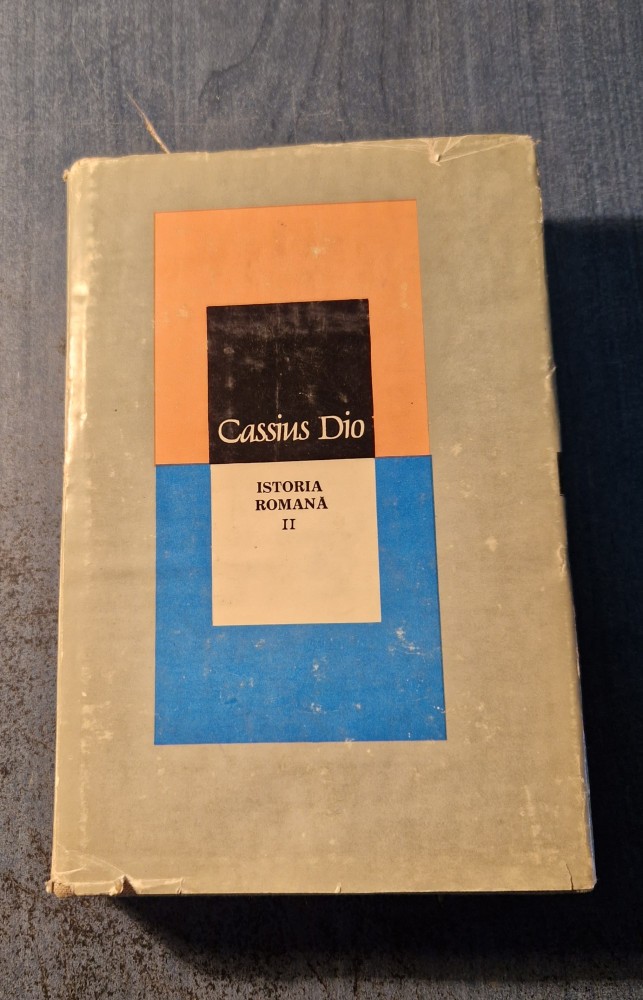 Cassius Dio
ISTORIA
ROMANĂ
II